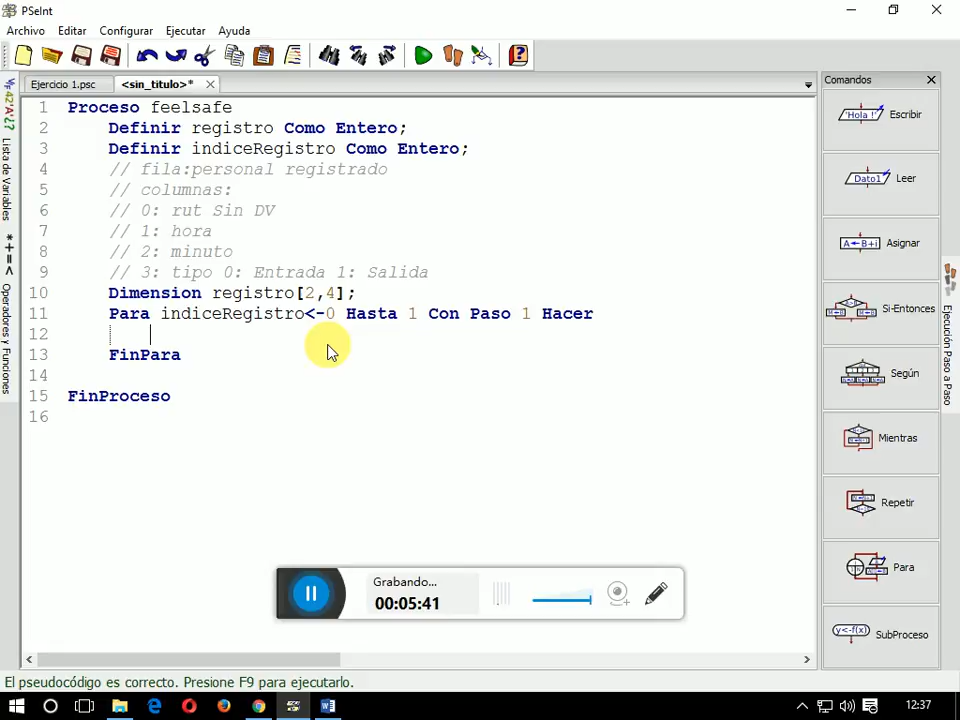 PSeInt
Archivo Editar Configurar Ejecutar Ayuda
Ejercicio 1.psc <sin_titulo>*
Comandos
1 Proceso feelsafe
2 Definir registro Como Entero;
3 Definir indiceRegistro Como Entero;
4 // fila:personal registrado
5 // columnas:
6 // 0: rut Sin DV
7 // 1: hora
8 // 2: minuto
9 // 3: tipo 0: Entrada 1: Salida
10 Dimension registro[2,4];
11 Para indiceRegistro<-0 Hasta 1 Con Paso 1 Hacer
12
13 FinPara
14
15 FinProceso
16
Lista de Variables
Operadores y Funciones
'Hola !' Escribir
Dato1 Leer
A←B+i Asignar
Si-Entonces
Según
Mientras
Repetir
Para
y<-f(x) SubProceso
Ejecución Paso a Paso
Grabando...
00:05:41
El pseudocódigo es correcto. Presione F9 para ejecutarlo.
12:37